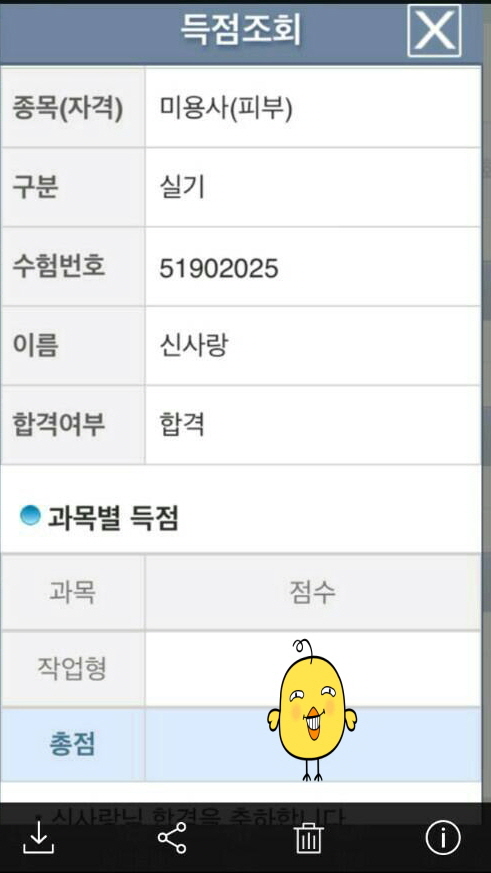 득점조회
종목(자격) 미용사(피부)
구분 실기
수험번호 51902025
이름 신사랑
합격여부 합격
과목별 득점
과목 점수
작업형
총점
• 신사랑님 합격을 축하합니다